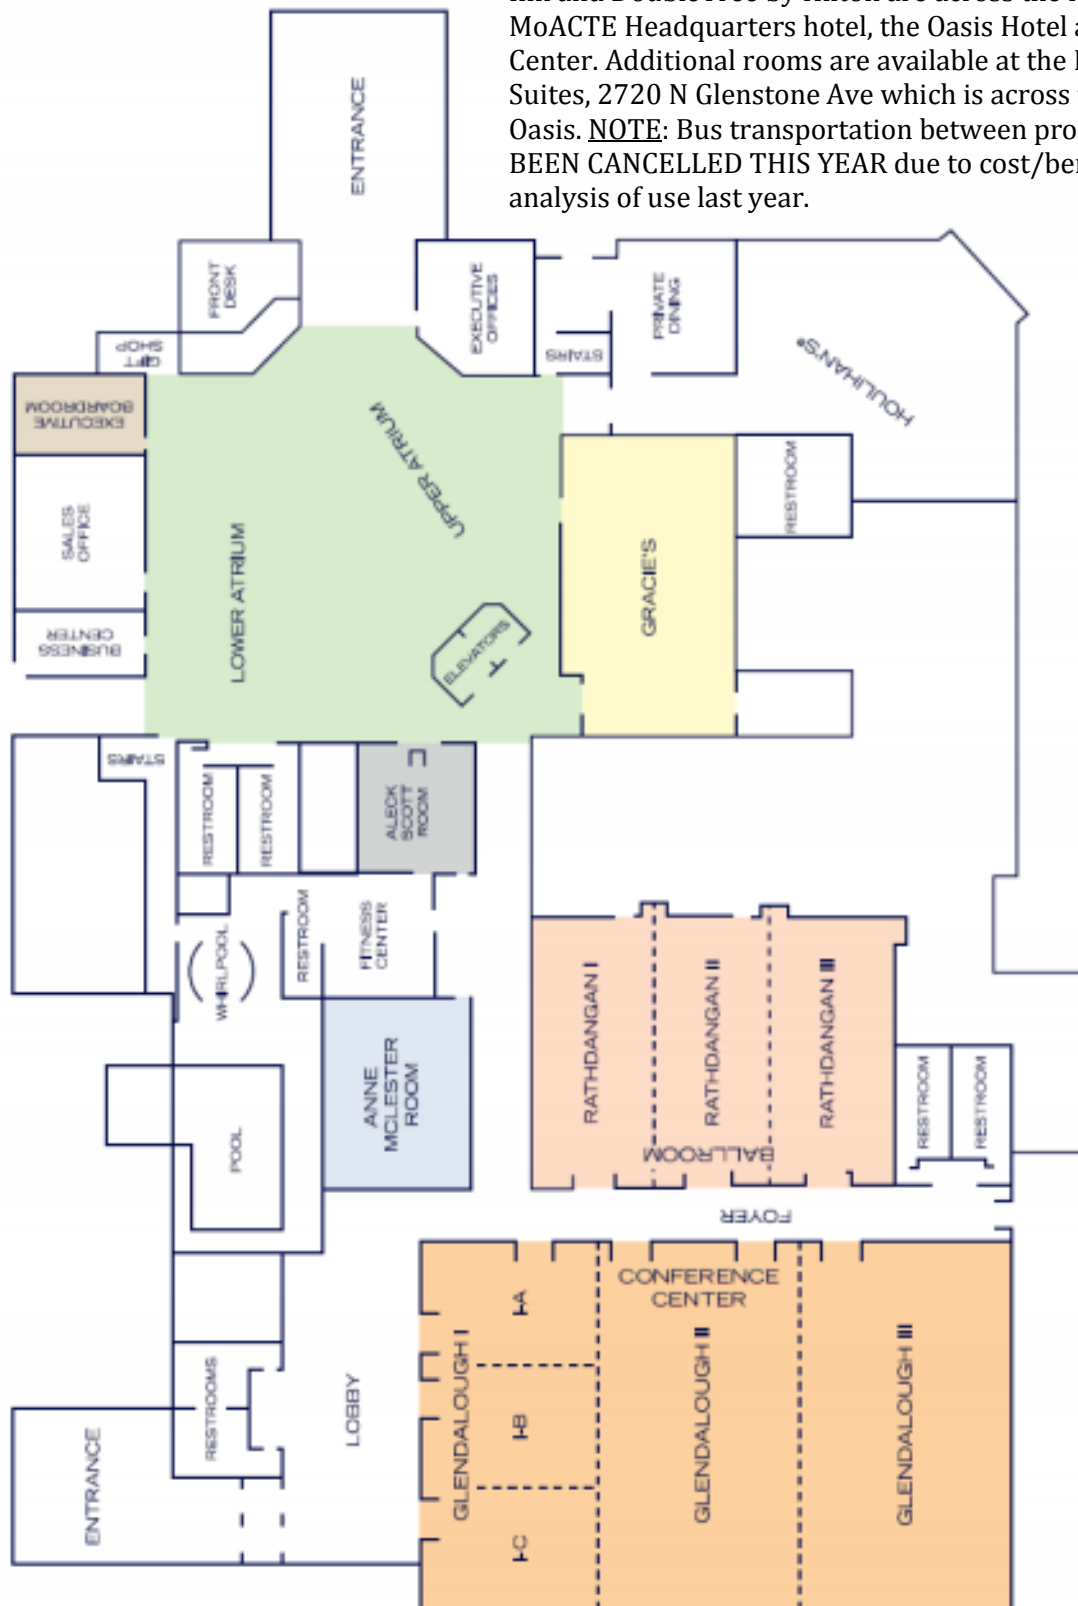 MoACTE Headquarters hotel, the Oasis Hotel
Center. Additional rooms are available at the
Suites, 2720 N Glenstone Ave which is across
Oasis. NOTE: Bus transportation between
BEEN CANCELLED THIS YEAR due to
analysis of use last year.
ENTRANCE
FRONT
DESK
EXECUTIVE
OFFICES
PRIVATE
DINING
GIFT
SHOP
STAIRS
HOULIHAN'S®
EXECUTIVE
BOARDROOM
UPPER ATRIUM
SALES
OFFICE
RESTROOM
LOWER ATRIUM
GRACIE'S
BUSINESS
CENTER
ELEVATORS
STAIRS
RESTROOM
RESTROOM
ALECK
SCOTT
ROOM
WHIRLPOOL
RESTROOM
FITNESS
CENTER
RATHDANGAN I
RATHDANGAN II
RATHDANGAN III
ANNE
MCLESTER
ROOM
POOL
BALLROOM
RESTROOM
RESTROOM
FOYER
CONFERENCE
CENTER
I-A
I-B
I-C
GLENDALOUGH I
GLENDALOUGH II
GLENDALOUGH III
RESTROOMS
LOBBY
ENTRANCE